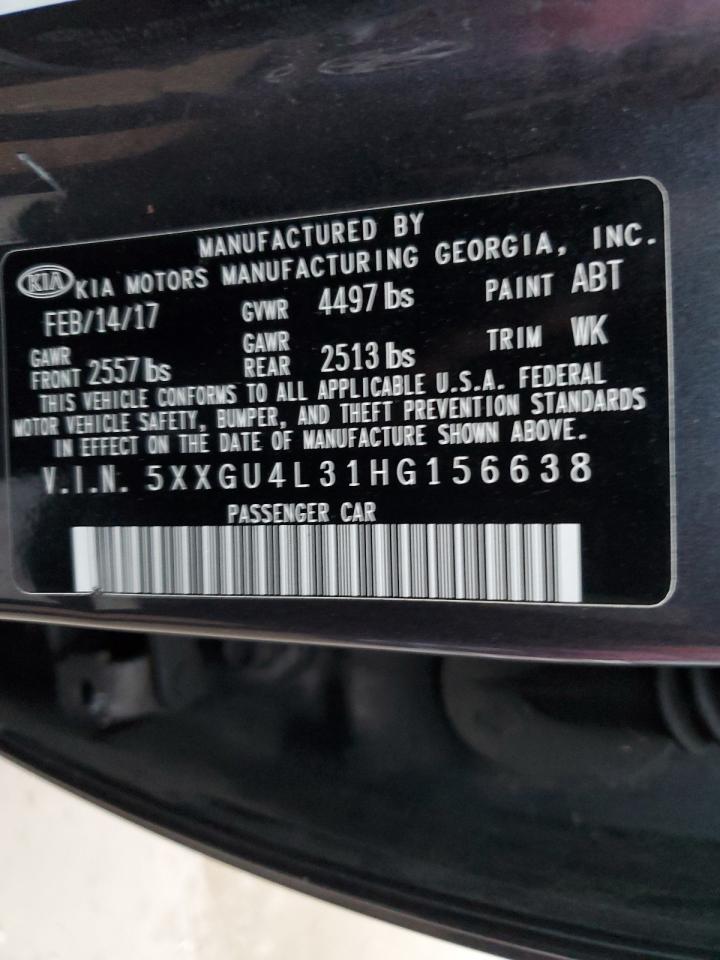 MANUFACTURED BY
KIA KIA MOTORS MANUFACTURING GEORGIA, INC.
FEB/14/17 GVWR 4497 lbs PAINT ABT
GAWR FRONT 2557 lbs GAWR REAR 2513 lbs TRIM WK
THIS VEHICLE CONFORMS TO ALL APPLICABLE U.S.A. FEDERAL
MOTOR VEHICLE SAFETY, BUMPER, AND THEFT PREVENTION STANDARDS
IN EFFECT ON THE DATE OF MANUFACTURE SHOWN ABOVE.
V.I.N. 5XXGU4L31HG156638
PASSENGER CAR